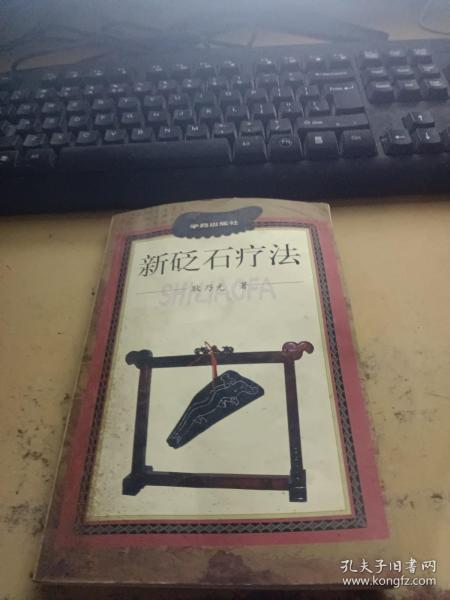 学苑出版社
新砭石疗法
耿乃光 著
SHILIAOFA
孔夫子旧书网
www.kongfz.com